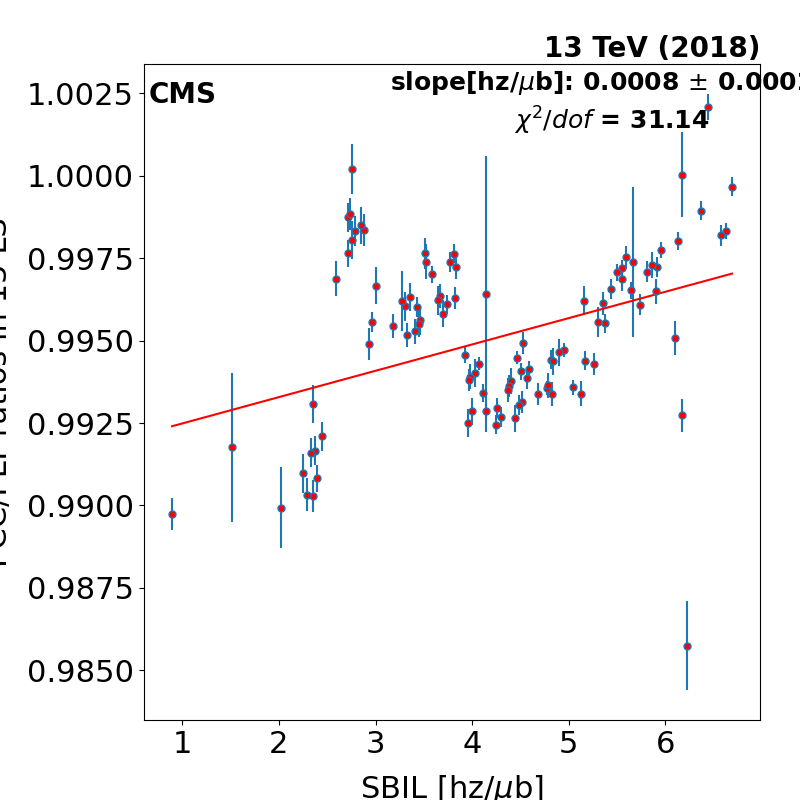 13 TeV (2018)
CMS
slope[hz/μb]: 0.0008 ± 0.000
χ²/dof = 31.14
1.0025
1.0000
0.9975
0.9950
0.9925
0.9900
0.9875
0.9850
1 2 3 4 5 6
SBIL [hz/μb]